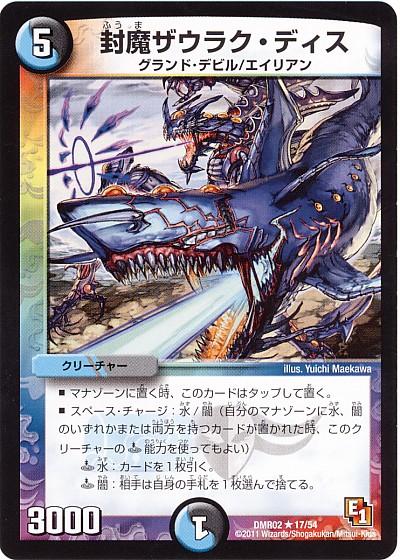 5
ふうま
封魔ザウラク・ディス
グランド・デビル/エイリアン
クリーチャー
illus. Yuichi Maekawa
■ マナゾーンに置く時、このカードはタップして置く。
■ スペース・チャージ:水/闇(自分のマナゾーンに水、闇
のいずれかまたは両方を持つカードが置かれた時、このク
リーチャーの能力を使ってもよい)
水:カードを1枚引く。
闇:相手は自身の手札を1枚選んで捨てる。
3000
1
DMR02 ★ 17/54
©2011 Wizards/Shogakukan/Mitsui-Kids
E1